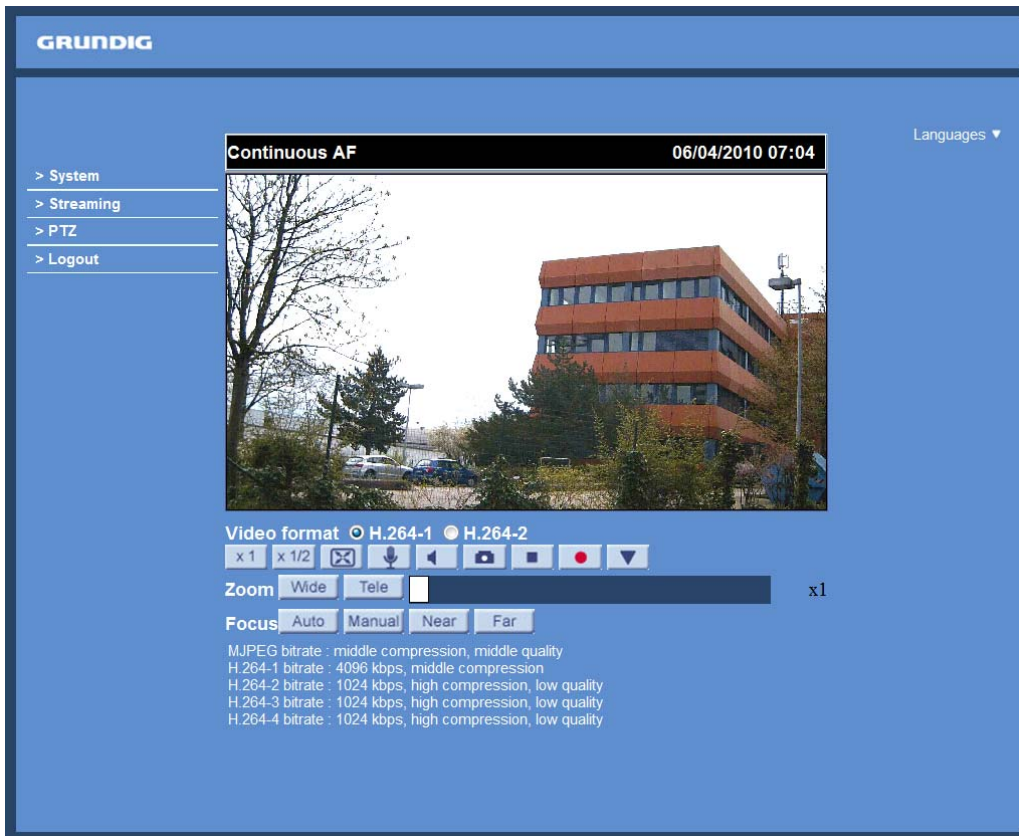 GRUNDIG
Languages ▼
Continuous AF 06/04/2010 07:04
> System
> Streaming
> PTZ
> Logout
Video format H.264-1 H.264-2
x 1 x 1/2
Zoom Wide Tele x1
Focus Auto Manual Near Far
MJPEG bitrate : middle compression, middle quality
H.264-1 bitrate : 4096 kbps, middle compression
H.264-2 bitrate : 1024 kbps, high compression, low quality
H.264-3 bitrate : 1024 kbps, high compression, low quality
H.264-4 bitrate : 1024 kbps, high compression, low quality